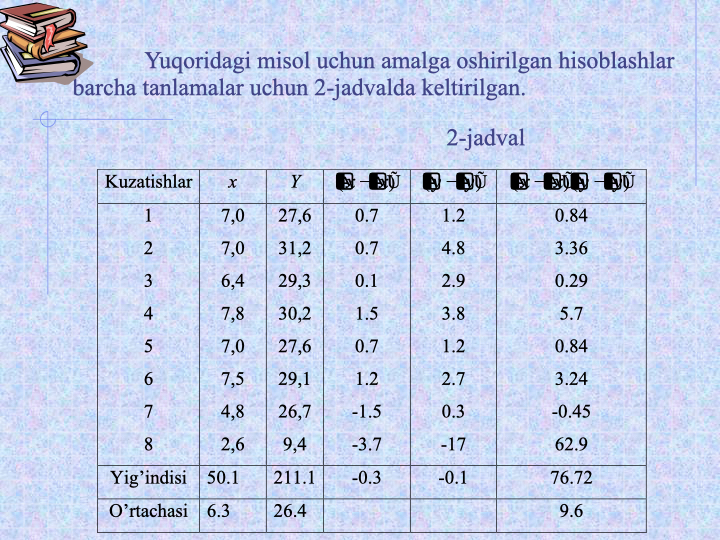 Yuqoridagi misol uchun amalga oshirilgan hisoblashlar
barcha tanlamalar uchun 2-jadvalda keltirilgan.
2-jadval
Kuzatishlar x Y
1 7,0 27,6 0.7 1.2 0.84
2 7,0 31,2 0.7 4.8 3.36
3 6,4 29,3 0.1 2.9 0.29
4 7,8 30,2 1.5 3.8 5.7
5 7,0 27,6 0.7 1.2 0.84
6 7,5 29,1 1.2 2.7 3.24
7 4,8 26,7 -1.5 0.3 -0.45
8 2,6 9,4 -3.7 -17 62.9
Yig’indisi 50.1 211.1 -0.3 -0.1 76.72
O’rtachasi 6.3 26.4 9.6